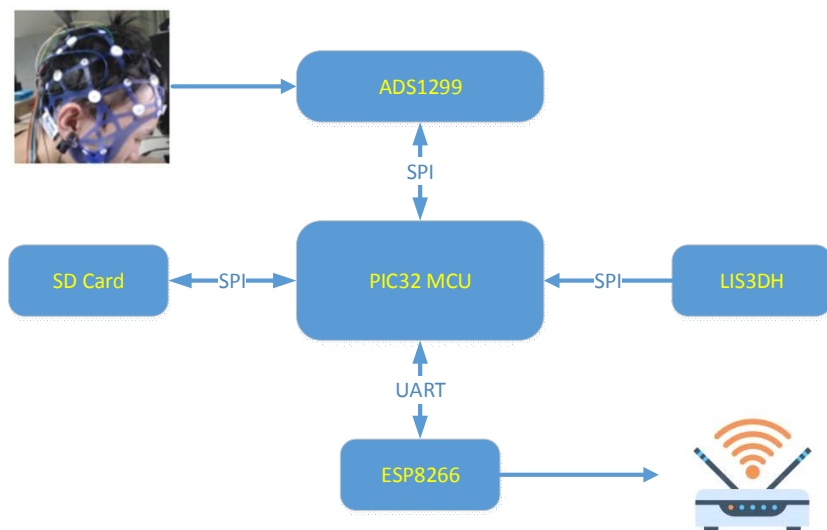 ADS1299
SPI
SD Card
SPI
PIC32 MCU
SPI
LIS3DH
UART
ESP8266